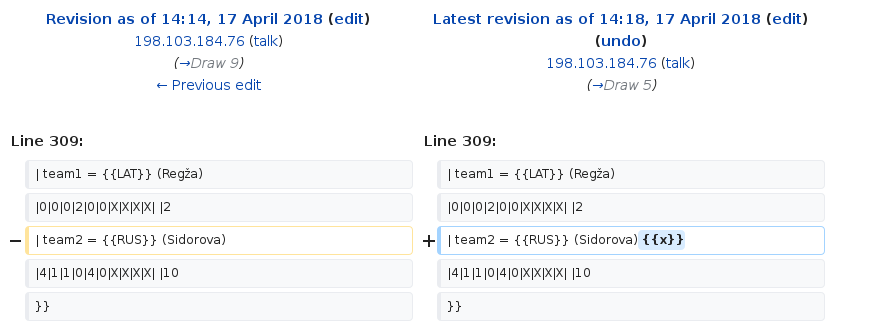 Revision as of 14:14, 17 April 2018 (edit)
198.103.184.76 (talk)
(→Draw 9)
← Previous edit
Latest revision as of 14:18, 17 April 2018 (edit)
(undo)
198.103.184.76 (talk)
(→Draw 5)
Line 309:
Line 309:
| team1 = {{LAT}} (Regža)
| team1 = {{LAT}} (Regža)
|0|0|0|2|0|0|X|X|X|X| |2
|0|0|0|2|0|0|X|X|X|X| |2
− | team2 = {{RUS}} (Sidorova)
+ | team2 = {{RUS}} (Sidorova){{x}}
|4|1|1|0|4|0|X|X|X|X| |10
|4|1|1|0|4|0|X|X|X|X| |10
}}
}}